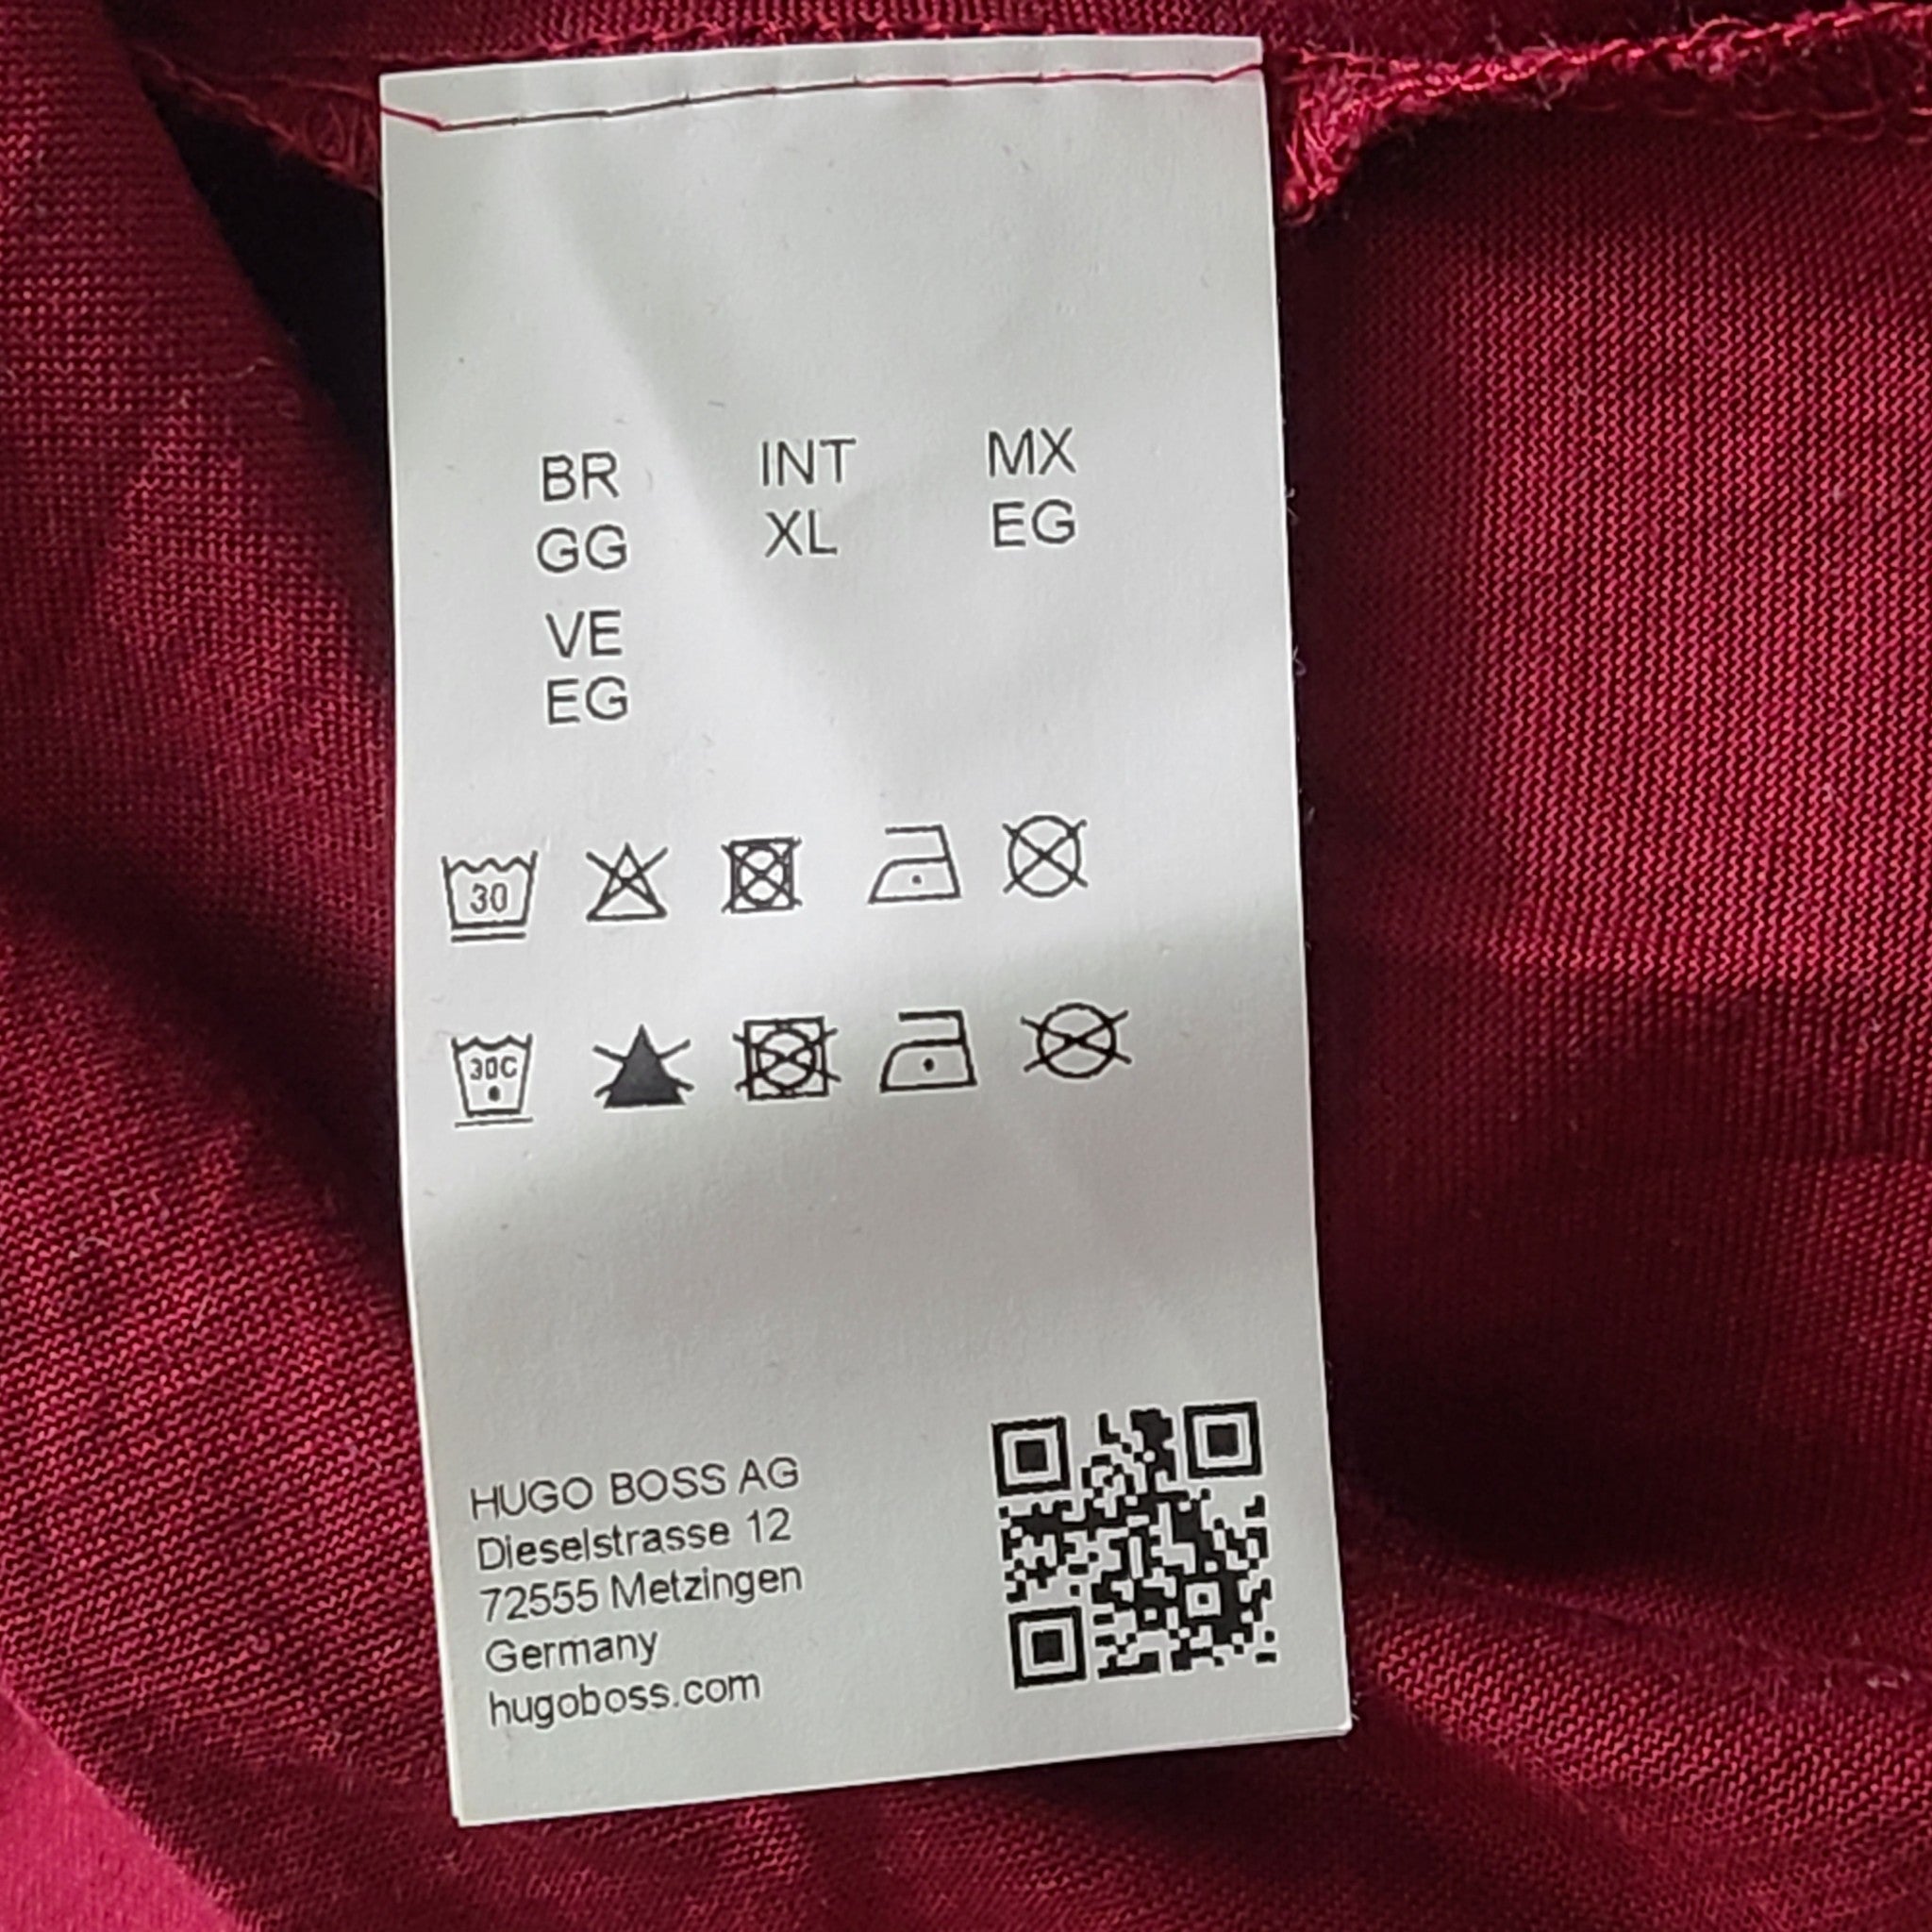 BR INT MX
GG XL EG
VE
EG
30
30C
HUGO BOSS AG
Dieselstrasse 12
72555 Metzingen
Germany
hugoboss.com